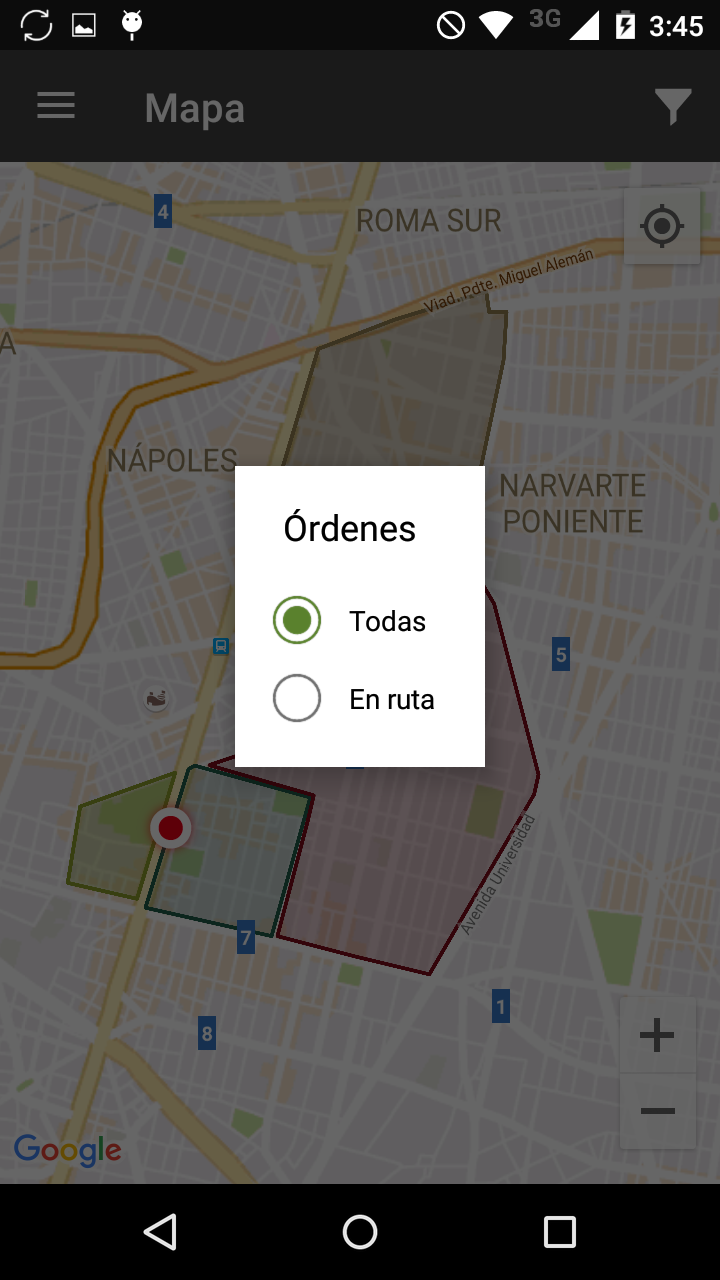 3G 3:45
Mapa
4
ROMA SUR
Viad. Pdte. Miguel Alemán
A
NÁPOLES
NARVARTE
PONIENTE
Órdenes
Todas
En ruta
5
Avenida Universidad
7
1
8
Google